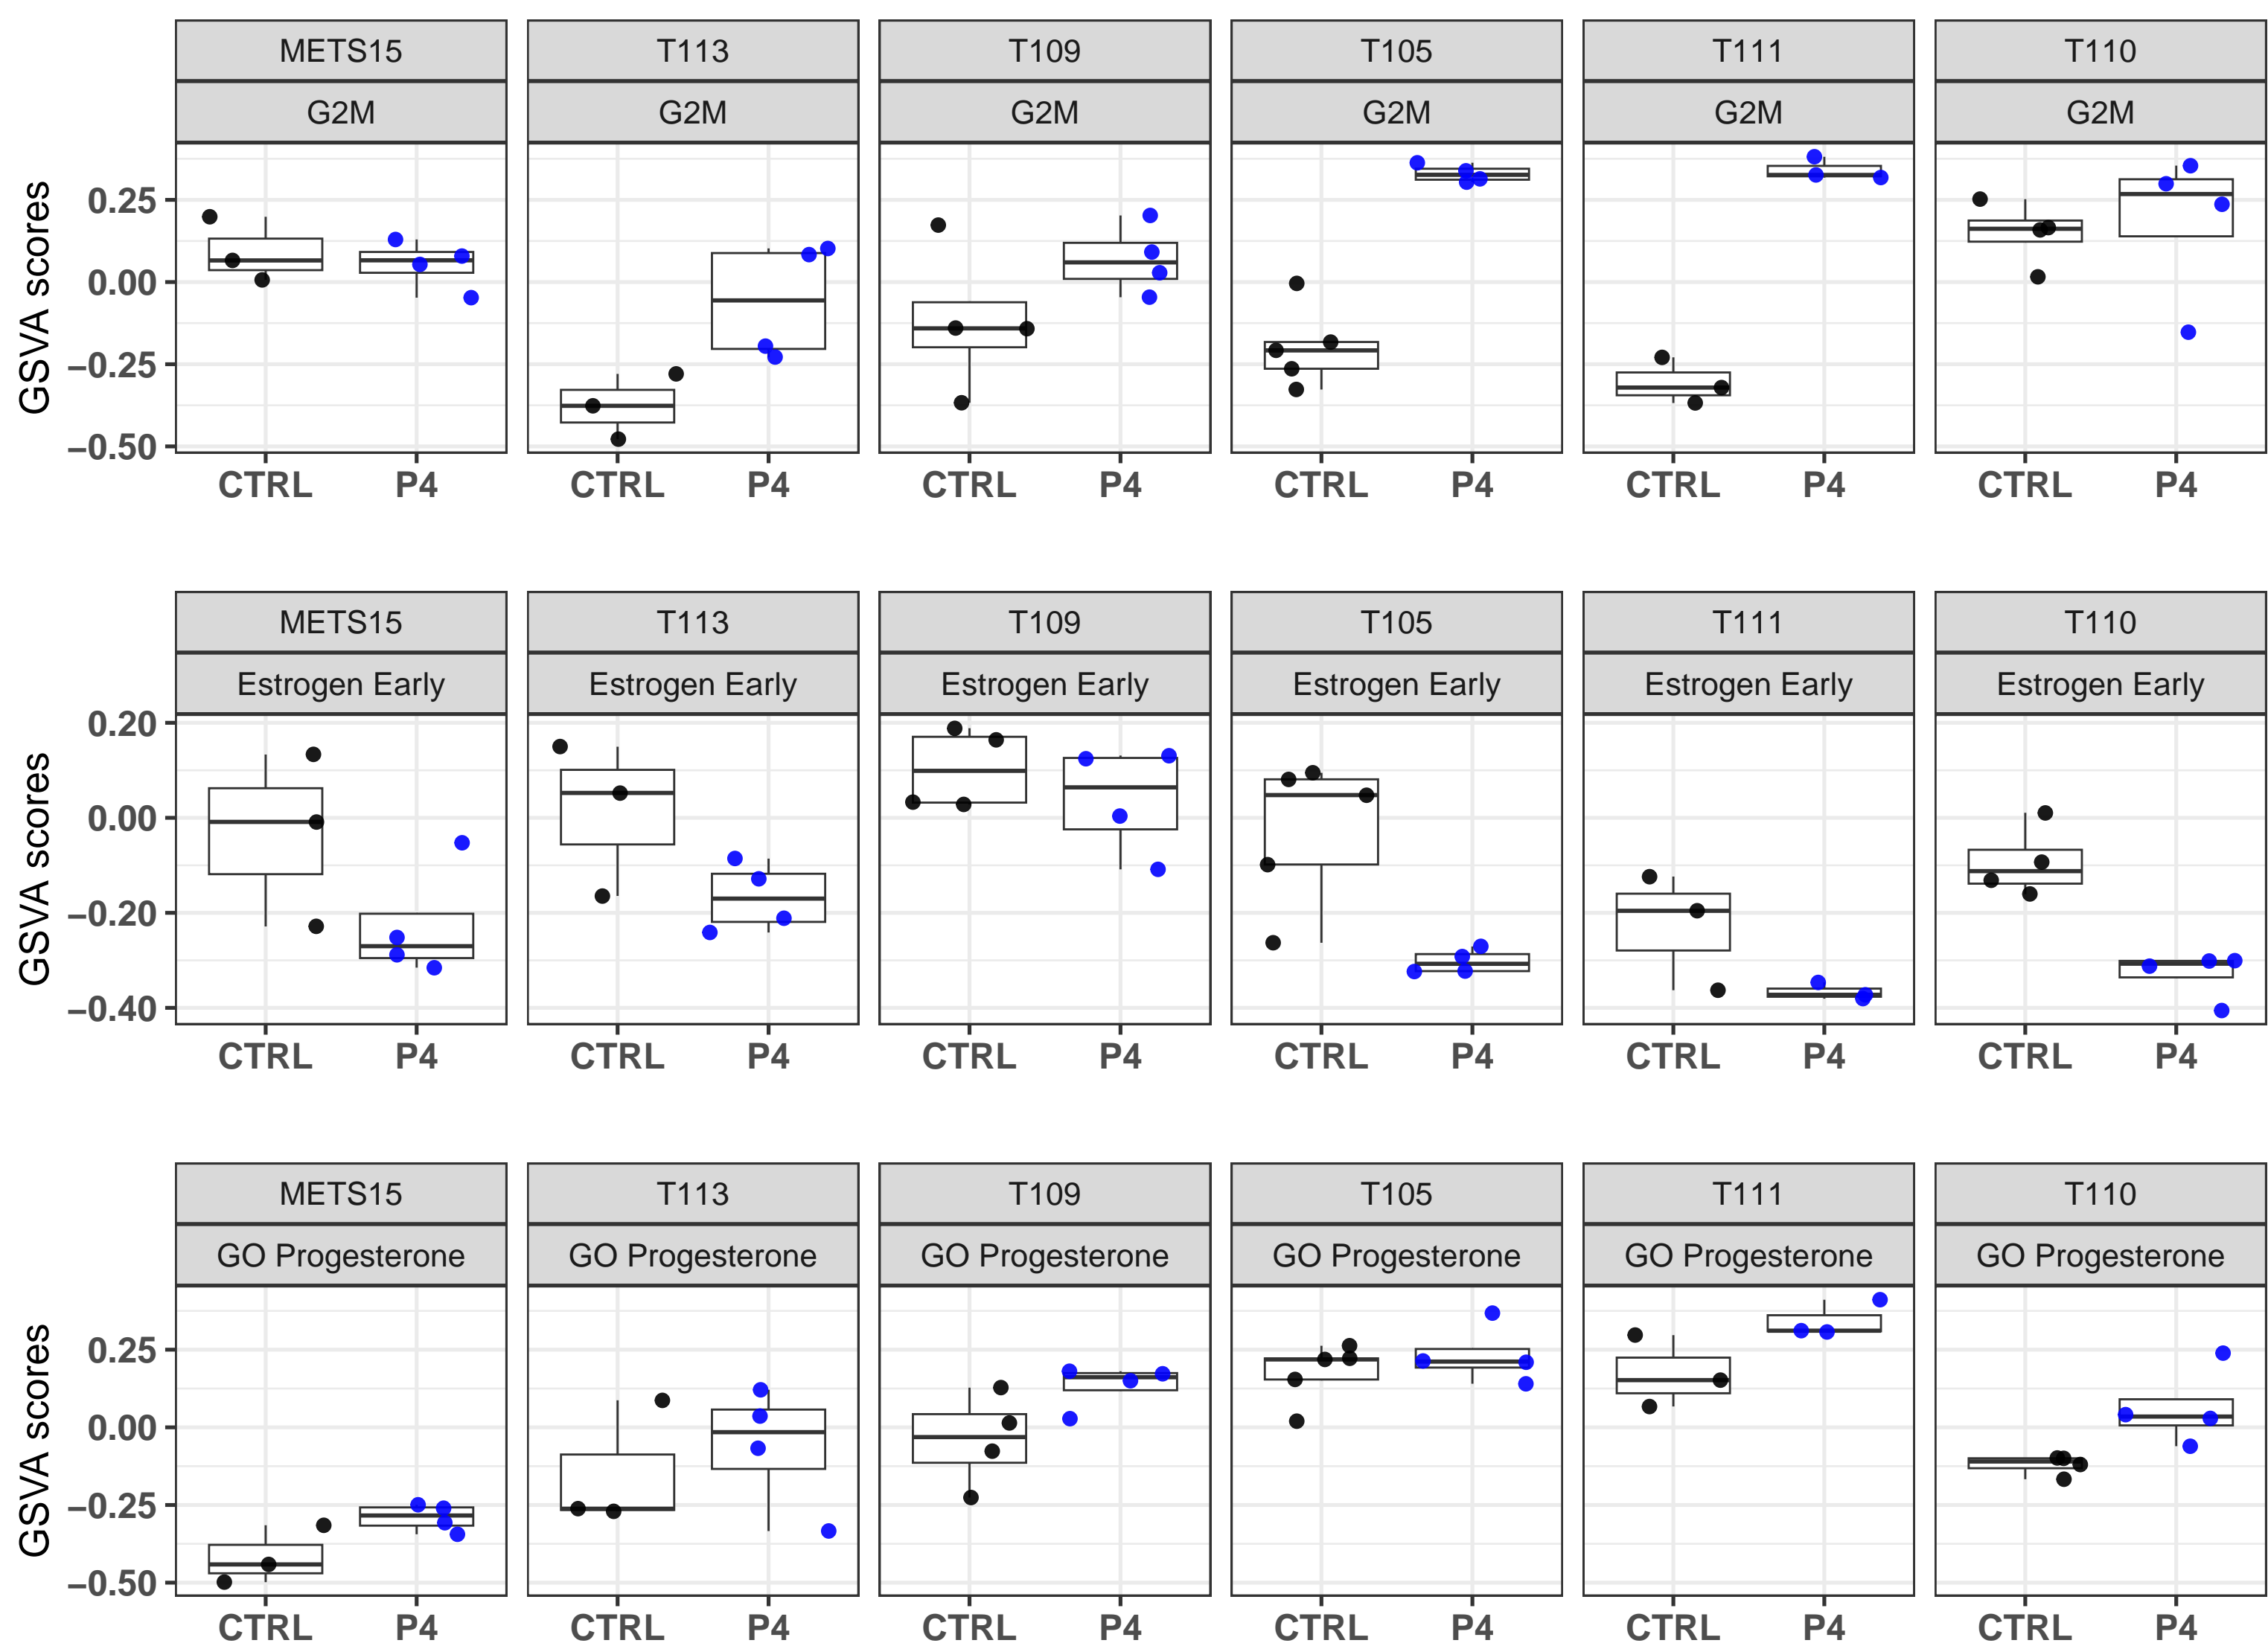 METS15 T113 T109 T105 T111 T110
G2M G2M G2M G2M G2M G2M
GSVA scores
0.25
0.00
−0.25
−0.50
CTRL P4 CTRL P4 CTRL P4 CTRL P4 CTRL P4 CTRL P4
METS15 T113 T109 T105 T111 T110
Estrogen Early Estrogen Early Estrogen Early Estrogen Early Estrogen Early Estrogen Early
GSVA scores
0.20
0.00
−0.20
−0.40
CTRL P4 CTRL P4 CTRL P4 CTRL P4 CTRL P4 CTRL P4
METS15 T113 T109 T105 T111 T110
GO Progesterone GO Progesterone GO Progesterone GO Progesterone GO Progesterone GO Progesterone
GSVA scores
0.25
0.00
−0.25
−0.50
CTRL P4 CTRL P4 CTRL P4 CTRL P4 CTRL P4 CTRL P4